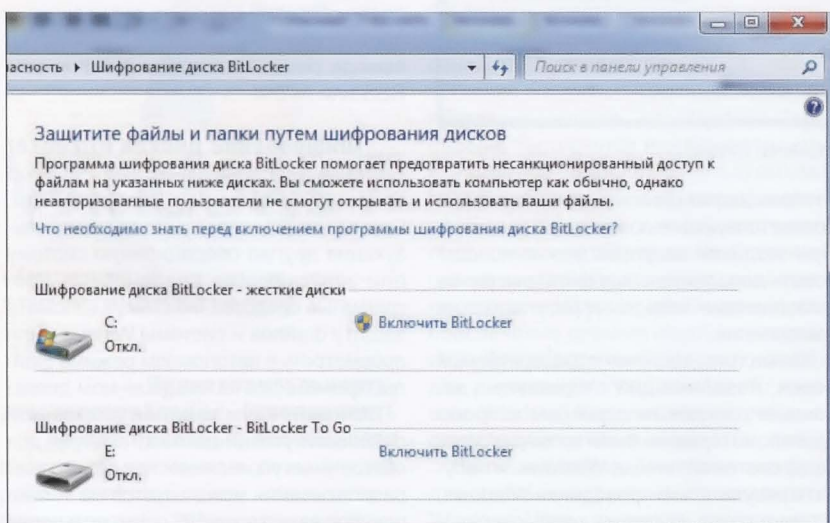 асность ▸ Шифрование диска BitLocker
Поиск в панели управления
Защитите файлы и папки путем шифрования дисков
Программа шифрования диска BitLocker помогает предотвратить несанкционированный доступ к
файлам на указанных ниже дисках. Вы сможете использовать компьютер как обычно, однако
неавторизованные пользователи не смогут открывать и использовать ваши файлы.
Что необходимо знать перед включением программы шифрования диска BitLocker?
Шифрование диска BitLocker - жесткие диски
C: Включить BitLocker
Откл.
Шифрование диска BitLocker - BitLocker To Go
E: Включить BitLocker
Откл.